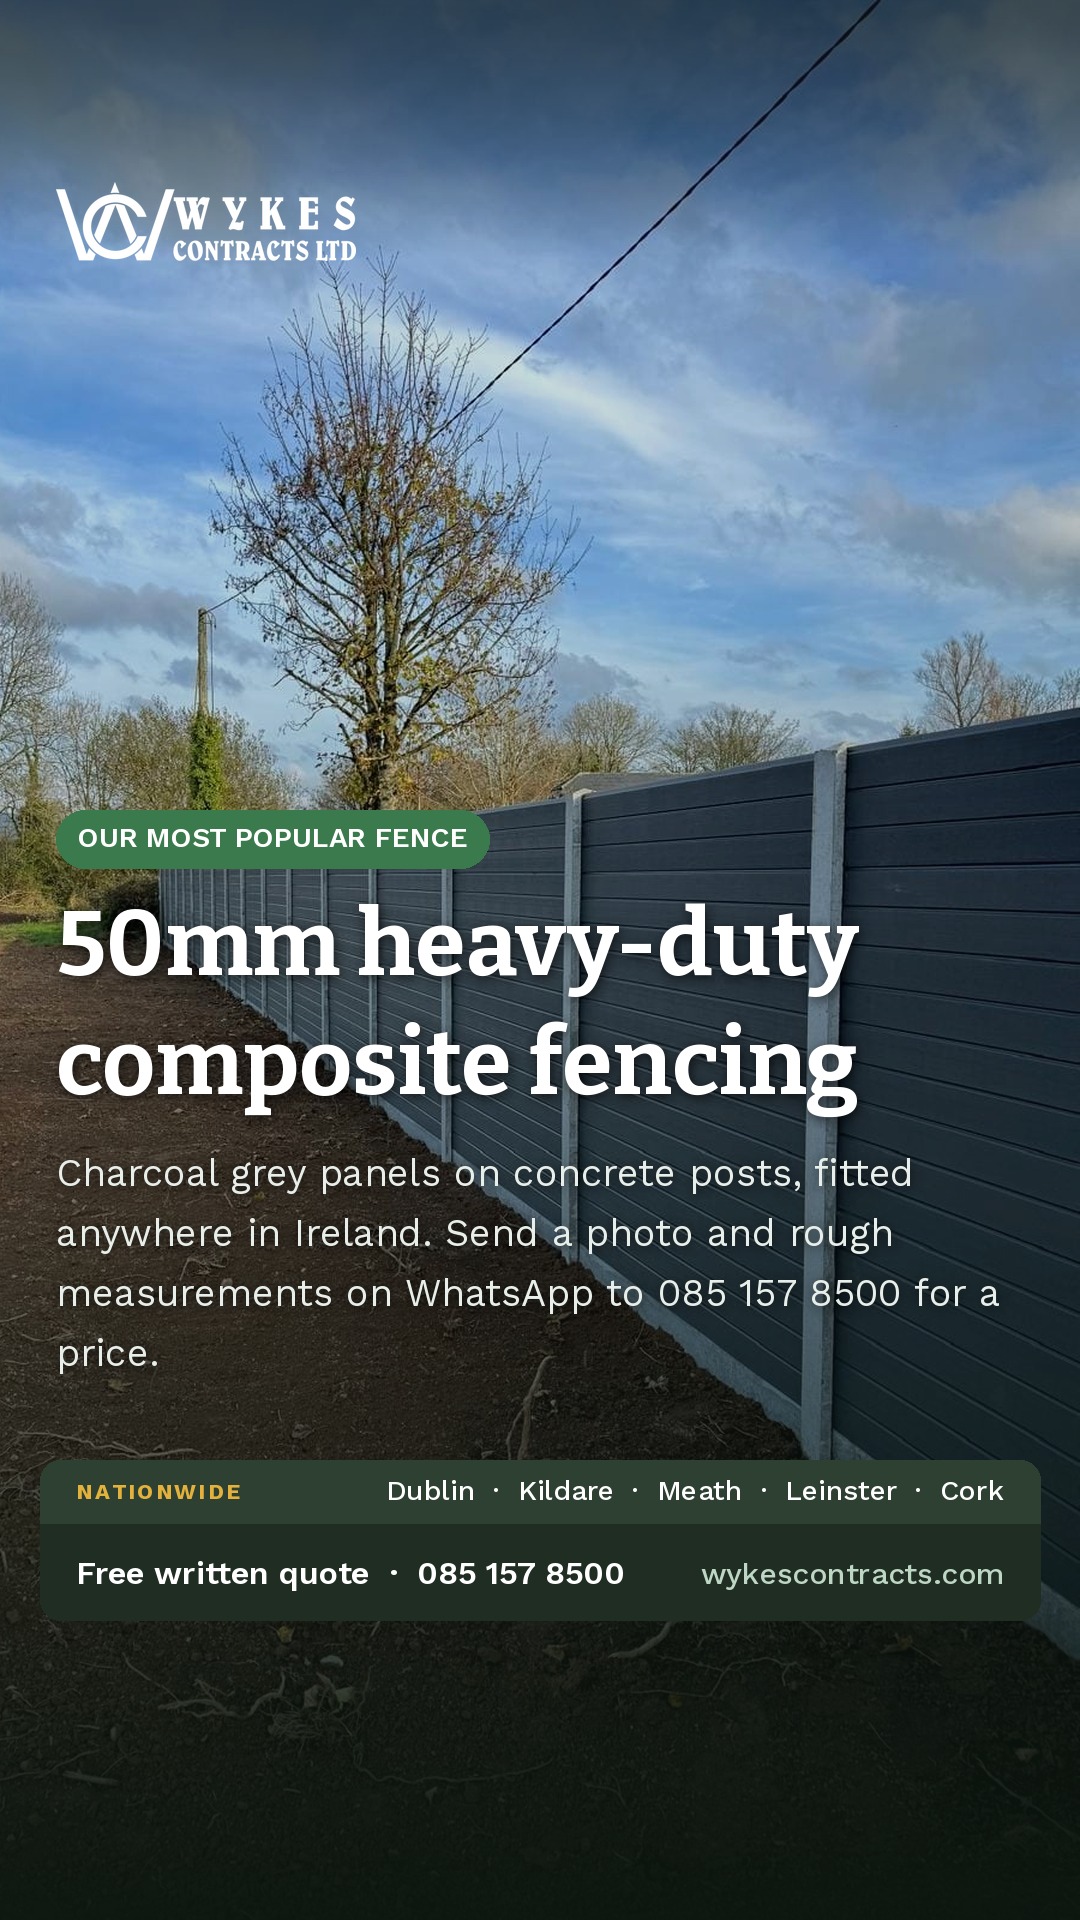 WYKES
CONTRACTS LTD
OUR MOST POPULAR FENCE
50mm heavy-duty
composite fencing
Charcoal grey panels on concrete posts, fitted
anywhere in Ireland. Send a photo and rough
measurements on WhatsApp to 085 157 8500 for a
price.
NATIONWIDE Dublin · Kildare · Meath · Leinster · Cork
Free written quote · 085 157 8500 wykescontracts.com